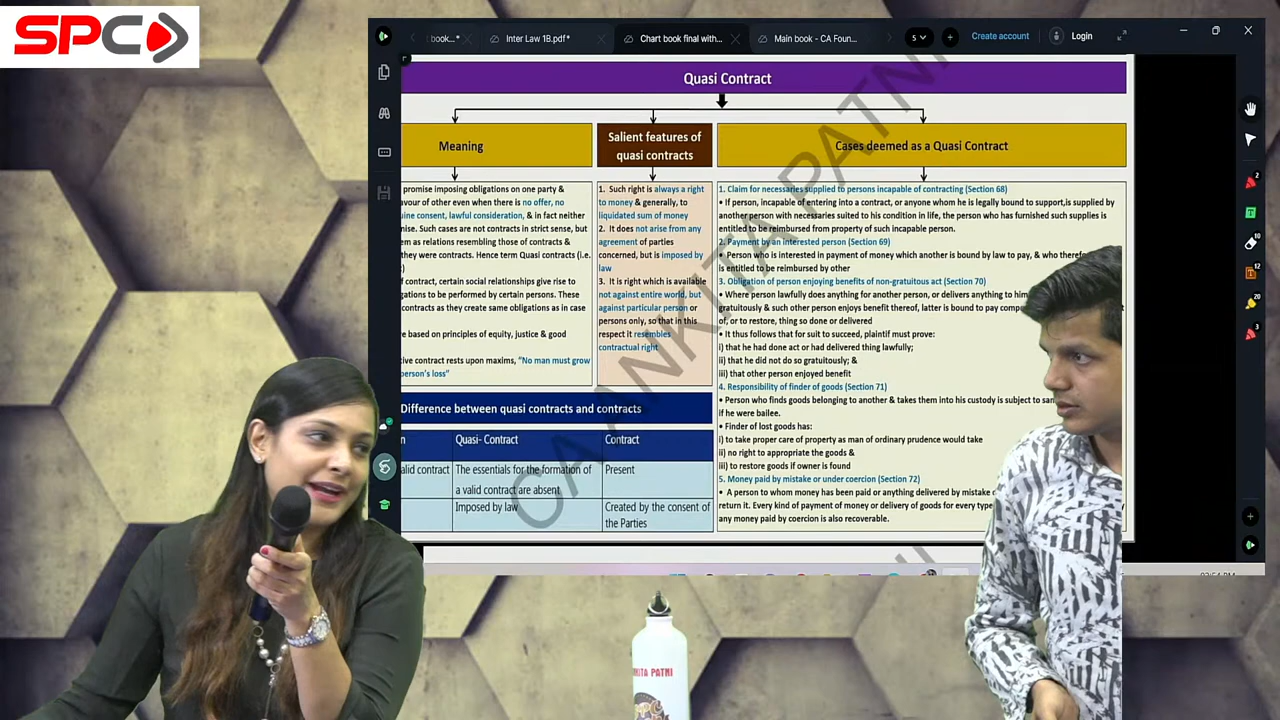 SPC
book...*
Inter Law 1B.pdf*
Chart book final with...
Main book - CA Foun...
5
Create account
Login
Quasi Contract
Meaning
promise imposing obligations on one party &
avour of other even when there is no offer, no
uine consent, lawful consideration, & in fact neither
mise. Such cases are not contracts in strict sense, but
em as relations resembling those of contracts &
they were contracts. Hence term Quasi contracts (i.e.
of contract, certain social relationships give rise to
gations to be performed by certain persons. These
contracts as they create same obligations as in case
re based on principles of equity, justice & good
tive contract rests upon maxims, "No man must grow
person's loss"
Salient features of
quasi contracts
1. Such right is always a right
to money & generally, to
liquidated sum of money
2. It does not arise from any
agreement of parties
concerned, but is imposed by
law
3. It is right which is available
not against entire world, but
against particular person or
persons only, so that in this
respect it resembles
contractual right
Cases deemed as a Quasi Contract
1. Claim for necessaries supplied to persons incapable of contracting (Section 68)
• If person, incapable of entering into a contract, or anyone whom he is legally bound to support,is supplied by
another person with necessaries suited to his condition in life, the person who has furnished such supplies is
entitled to be reimbursed from property of such incapable person.
2. Payment by an interested person (Section 69)
• Person who is interested in payment of money which another is bound by law to pay, & who theref
is entitled to be reimbursed by other
3. Obligation of person enjoying benefits of non-gratuitous act (Section 70)
• Where person lawfully does anything for another person, or delivers anything to him
gratuitously & such other person enjoys benefit thereof, latter is bound to pay comp
of, or to restore, thing so done or delivered
• It thus follows that for suit to succeed, plaintif must prove:
i) that he had done act or had delivered thing lawfully;
ii) that he did not do so gratuitously; &
iii) that other person enjoyed benefit
4. Responsibility of finder of goods (Section 71)
• Person who finds goods belonging to another & takes them into his custody is subject to sam
if he were bailee.
• Finder of lost goods has:
i) to take proper care of property as man of ordinary prudence would take
ii) no right to appropriate the goods &
iii) to restore goods if owner is found
5. Money paid by mistake or under coercion (Section 72)
• A person to whom money has been paid or anything delivered by mistake o
return it. Every kind of payment of money or delivery of goods for every type
any money paid by coercion is also recoverable.
Difference between quasi contracts and contracts
n
Quasi- Contract
Contract
alid contract
The essentials for the formation of
a valid contract are absent
Present
Imposed by law
Created by the consent of
the Parties
CA ANKITA PATNI
NKITA PATNI